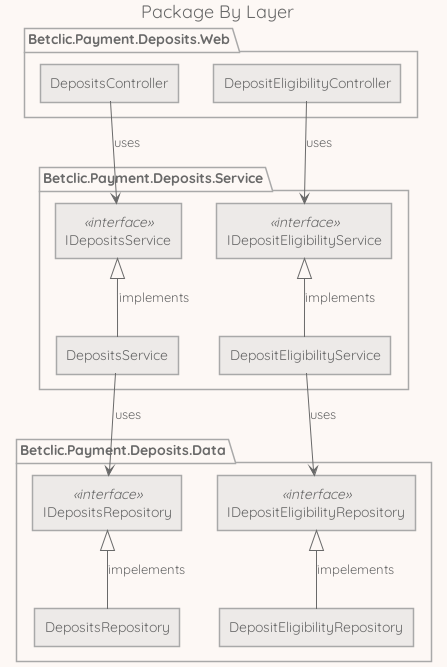 Package By Layer
Betclic.Payment.Deposits.Web
DepositsController
DepositEligibilityController
uses
uses
Betclic.Payment.Deposits.Service
«interface»
IDepositsService
«interface»
IDepositEligibilityService
implements
implements
DepositsService
DepositEligibilityService
uses
uses
Betclic.Payment.Deposits.Data
«interface»
IDepositsRepository
«interface»
IDepositEligibilityRepository
impelements
impelements
DepositsRepository
DepositEligibilityRepository